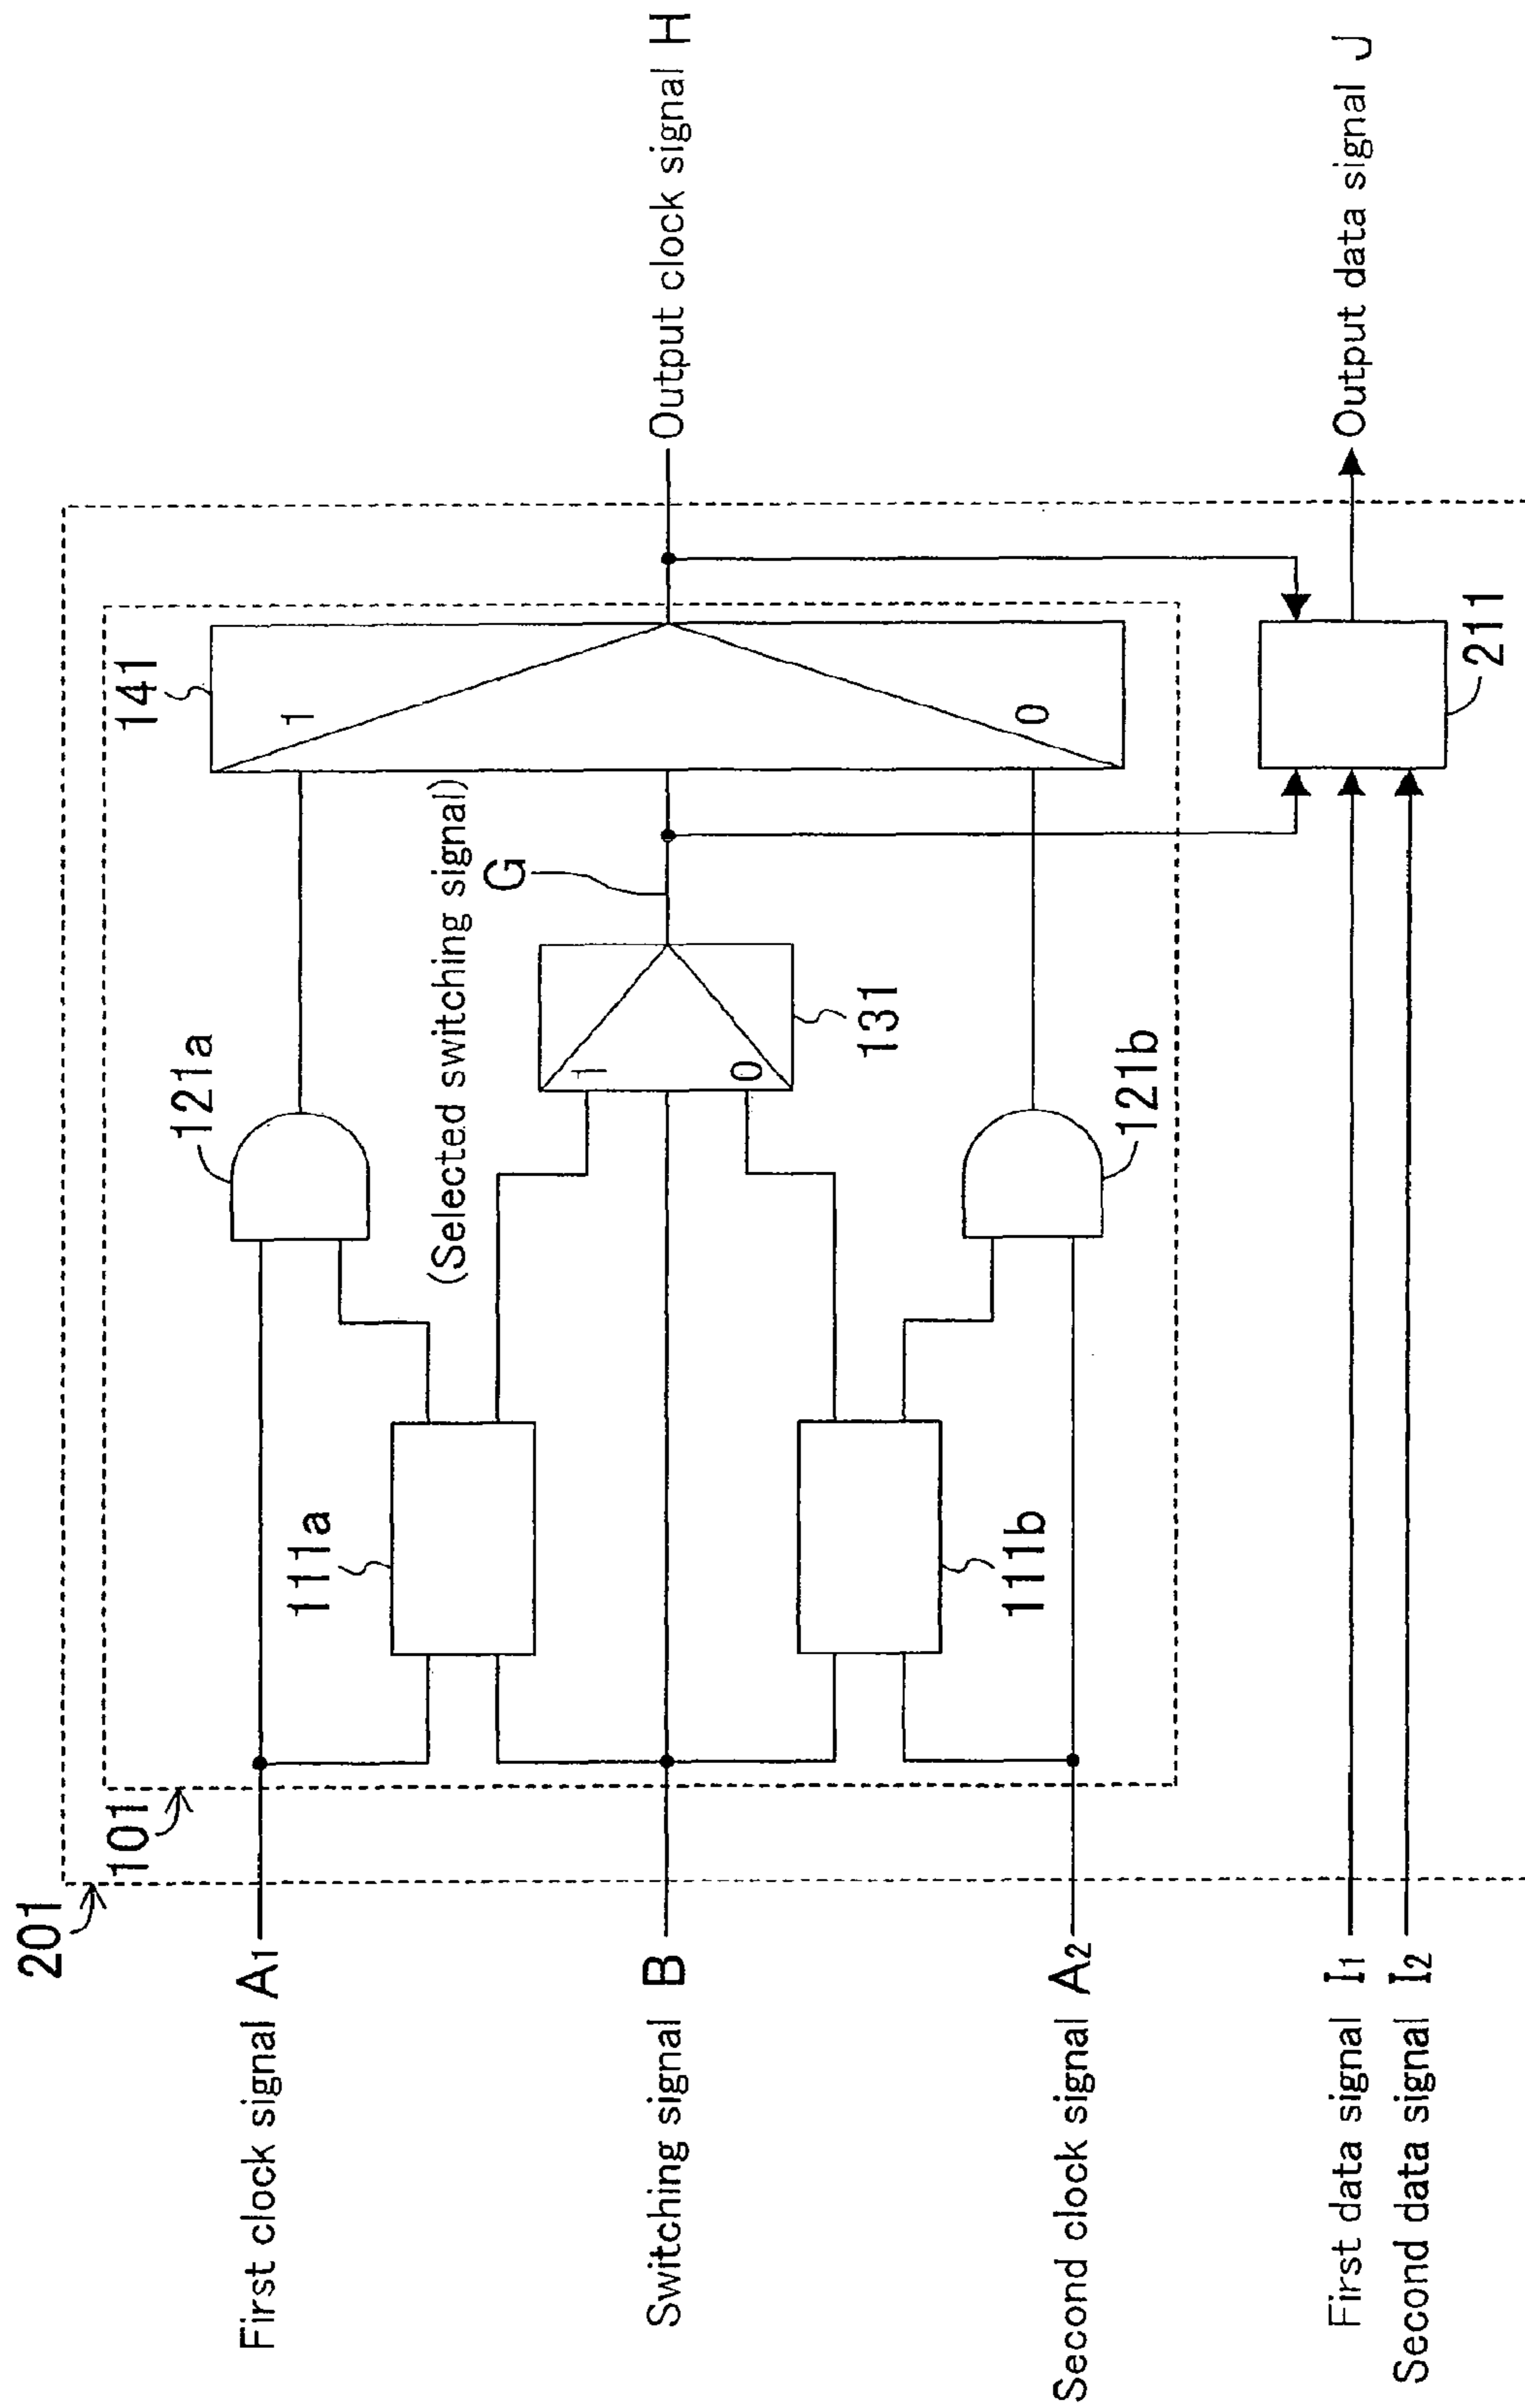 201
101
First clock signal A1
111a
121a
141
1
Switching signal B
(Selected switching signal)
G
1
0
131
Output clock signal H
111b
121b
0
Second clock signal A2
First data signal I1
Second data signal I2
211
Output data signal J